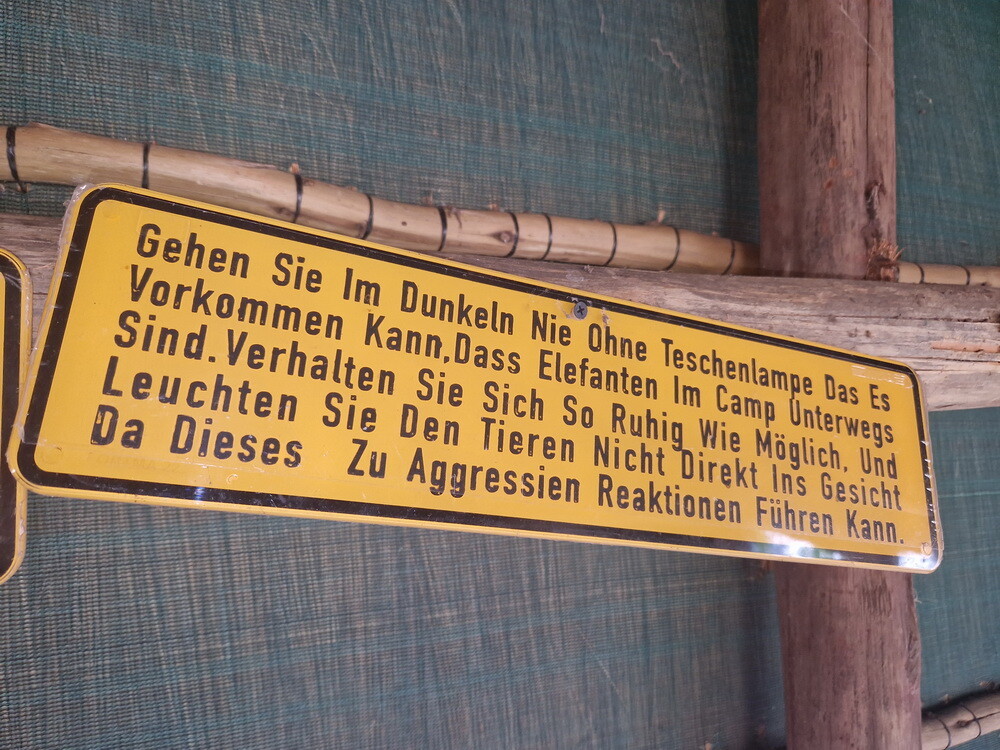 Gehen Sie Im Dunkeln Nie Ohne Teschenlampe Das Es
Vorkommen Kann,Dass Elefanten Im Camp Unterwegs
Sind.Verhalten Sie Sich So Ruhig Wie Möglich, Und
Leuchten Sie Den Tieren Nicht Direkt Ins Gesicht
Da Dieses Zu Aggressien Reaktionen Führen Kann.